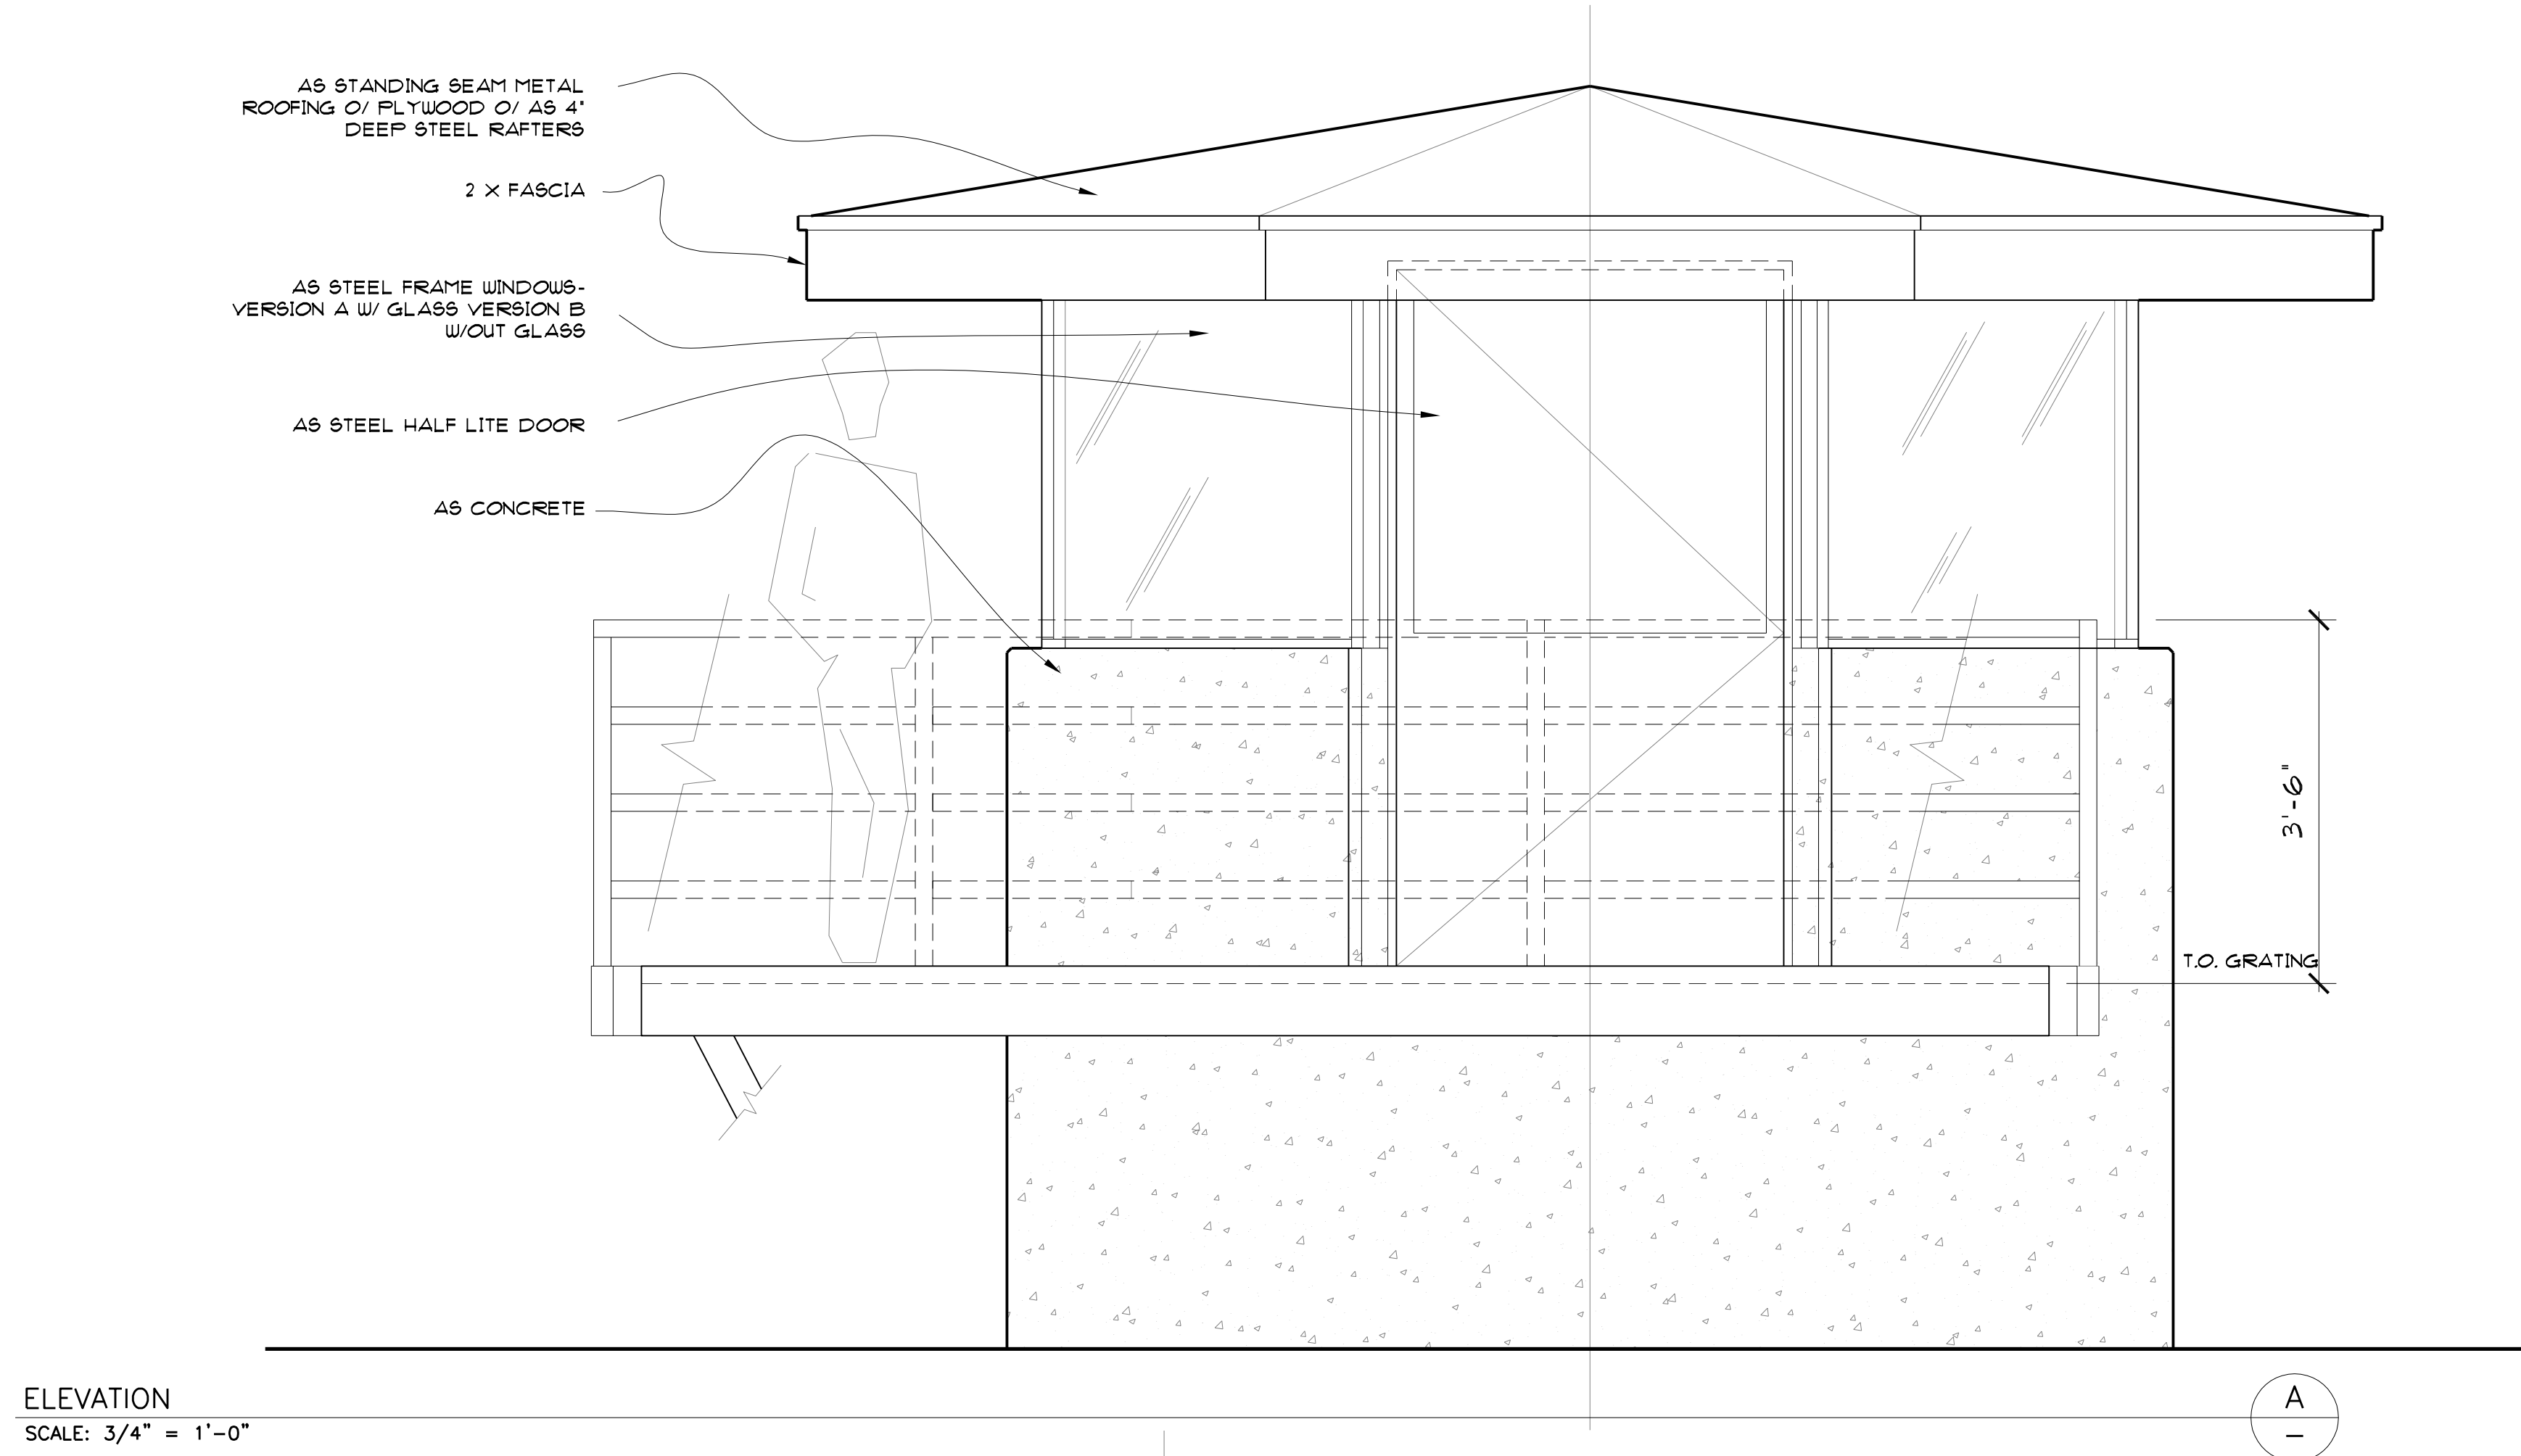 AS STANDING SEAM METAL
ROOFING O/ PLYWOOD O/ AS 4"
DEEP STEEL RAFTERS
2 X FASCIA
AS STEEL FRAME WINDOWS-
VERSION A W/ GLASS VERSION B
W/OUT GLASS
AS STEEL HALF LITE DOOR
AS CONCRETE
3'-6"
T.O. GRATING
ELEVATION
SCALE: 3/4" = 1'-0"
A
–